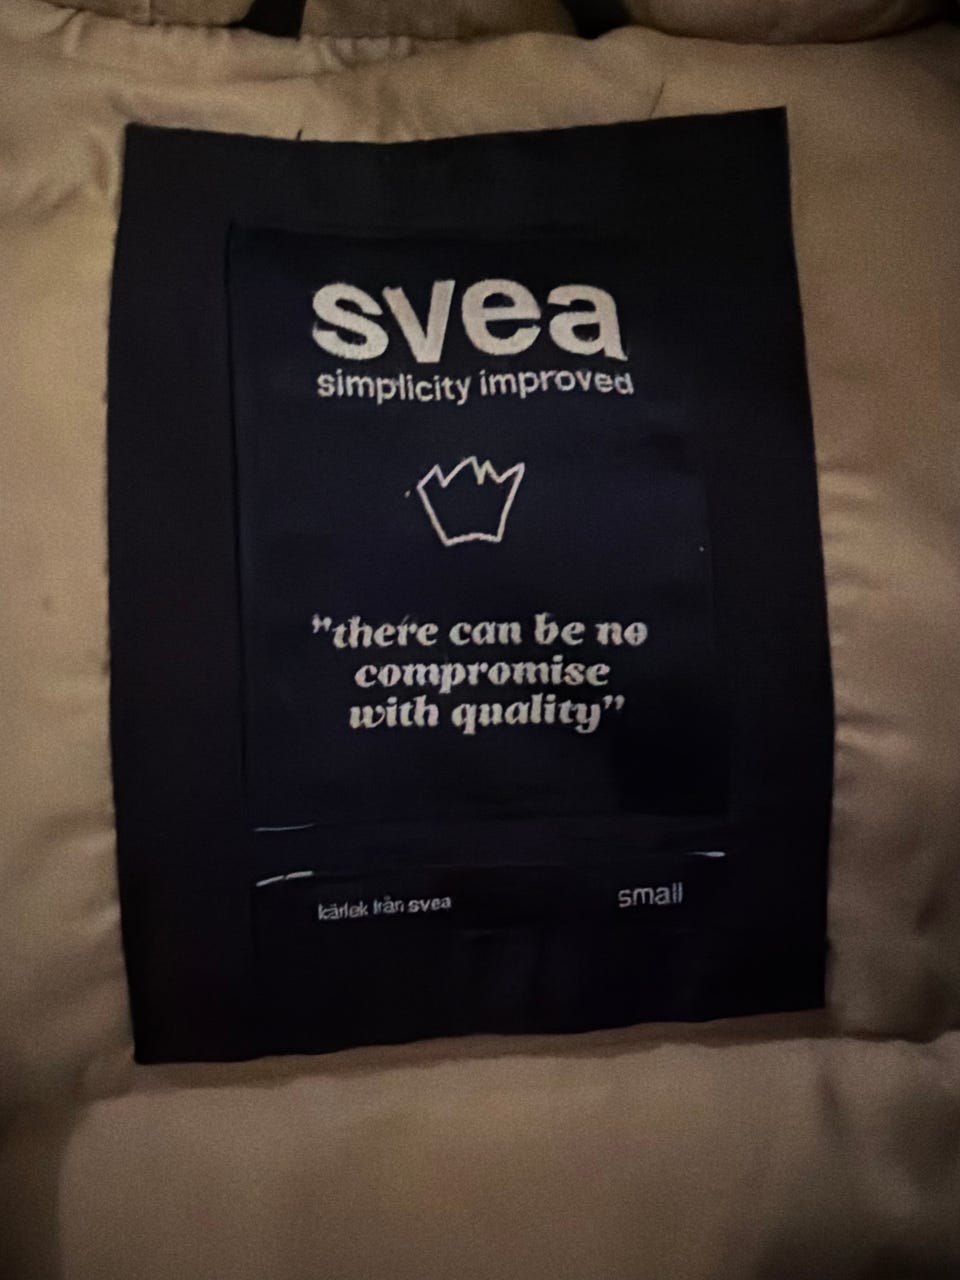 svea
simplicity improved
”there can be no
compromise
with quality”
kärlek från svea
small